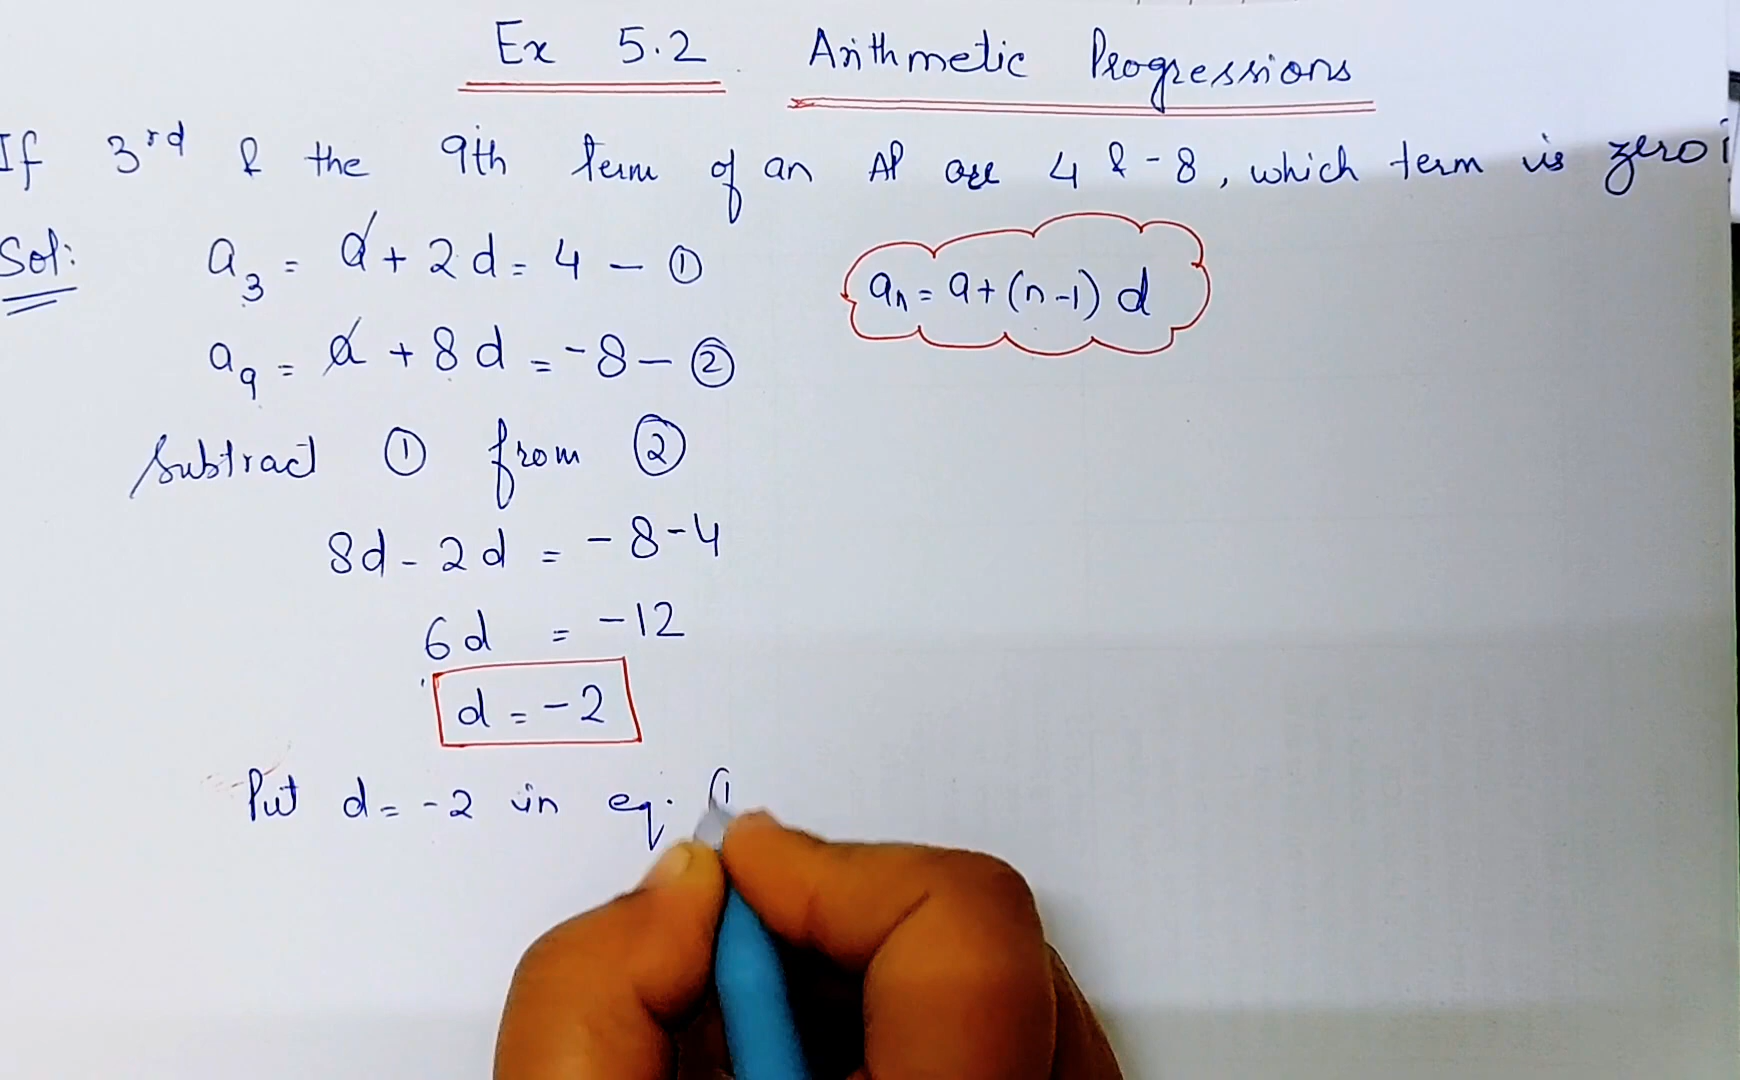 Ex 5.2 Arithmetic Progressions
If 3rd & the 9th term of an AP are 4 & -8, which term is zero
Sol:
a₃ = a + 2d = 4 – ①
aₙ = a + (n-1) d
a₉ = a + 8d = -8 – ②
Subtract ① from ②
8d - 2d = -8-4
6d = -12
d = -2
Put d = -2 in eq.